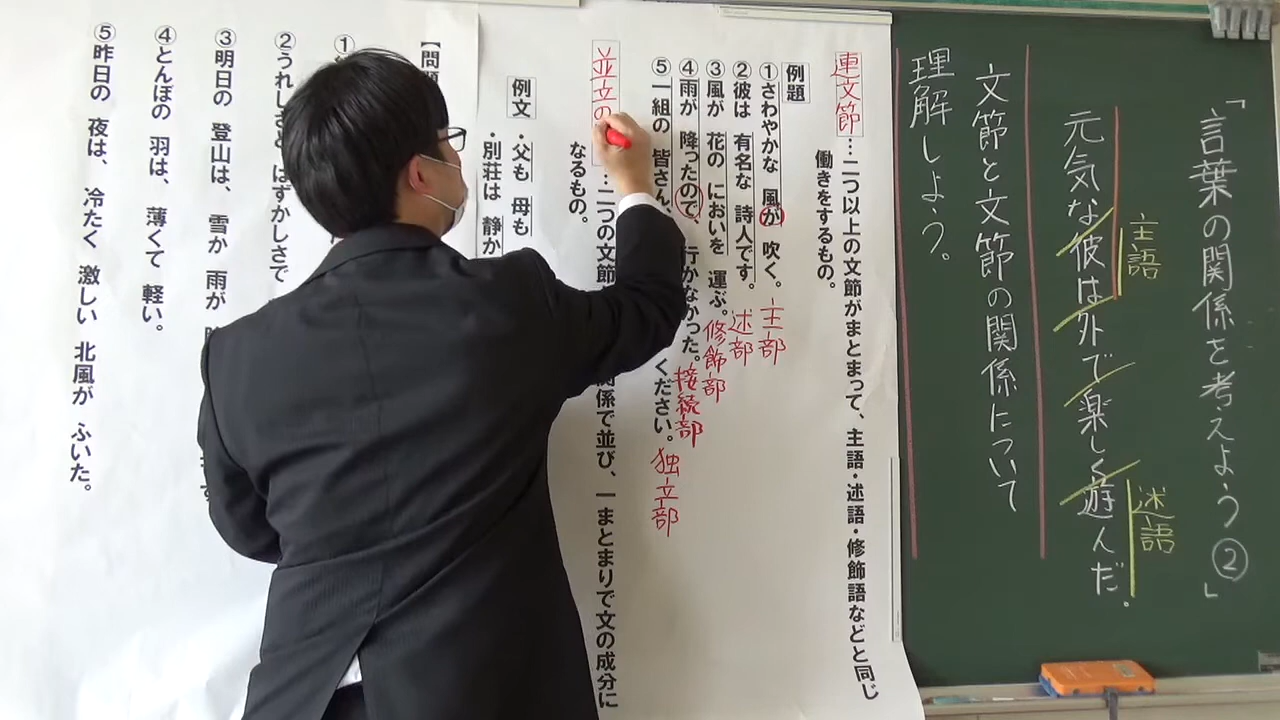 「言葉の関係を考えよう②」
主語
述語
元気な彼は外で楽しく遊んだ。
文節と文節の関係について
理解しよう。
連文節…二つ以上の文節がまとまって、主語・述語・修飾語などと同じ
働きをするもの。
例題
①さわやかな 風が 吹く。 主部
②彼は 有名な 詩人です。 述部
③風が 花の においを 運ぶ。 修飾部
④雨が 降ったので、 行かなかった。 接続部
⑤一組の 皆さん、 ください。 独立部
並立の
…二つの文節 関係で並び、一まとまりで文の成分に
なるもの。
例文
・父も 母も
・別荘は 静か
【問題
①
②うれしさと はずかしさで
③明日の 登山は、 雪か 雨が
④とんぼの 羽は、 薄くて 軽い。
⑤昨日の 夜は、 冷たく 激しい 北風が ふいた。